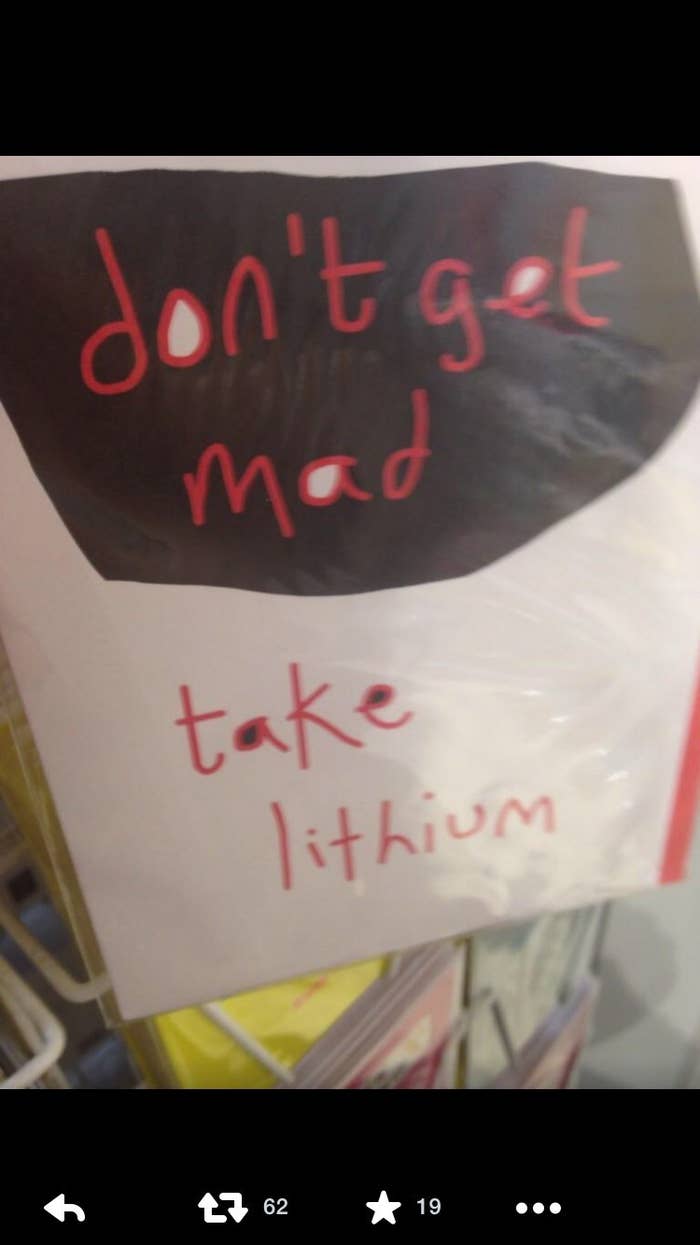 don't get
mad
take
lithium
62 19